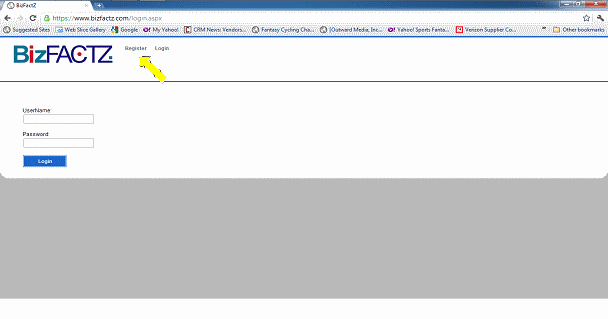 BizFactZ
https://www.bizfactz.com/login.aspx
Suggested Sites Web Slice Gallery My Yahoo! CRM News: Vendors... Fantasy Cycling Cha... [Outward Media, Inc... Yahoo! Sports Fanta... Verizon Supplier Co... » Other bookmarks
BizFACTZ Register Login
UserName
Password
Login